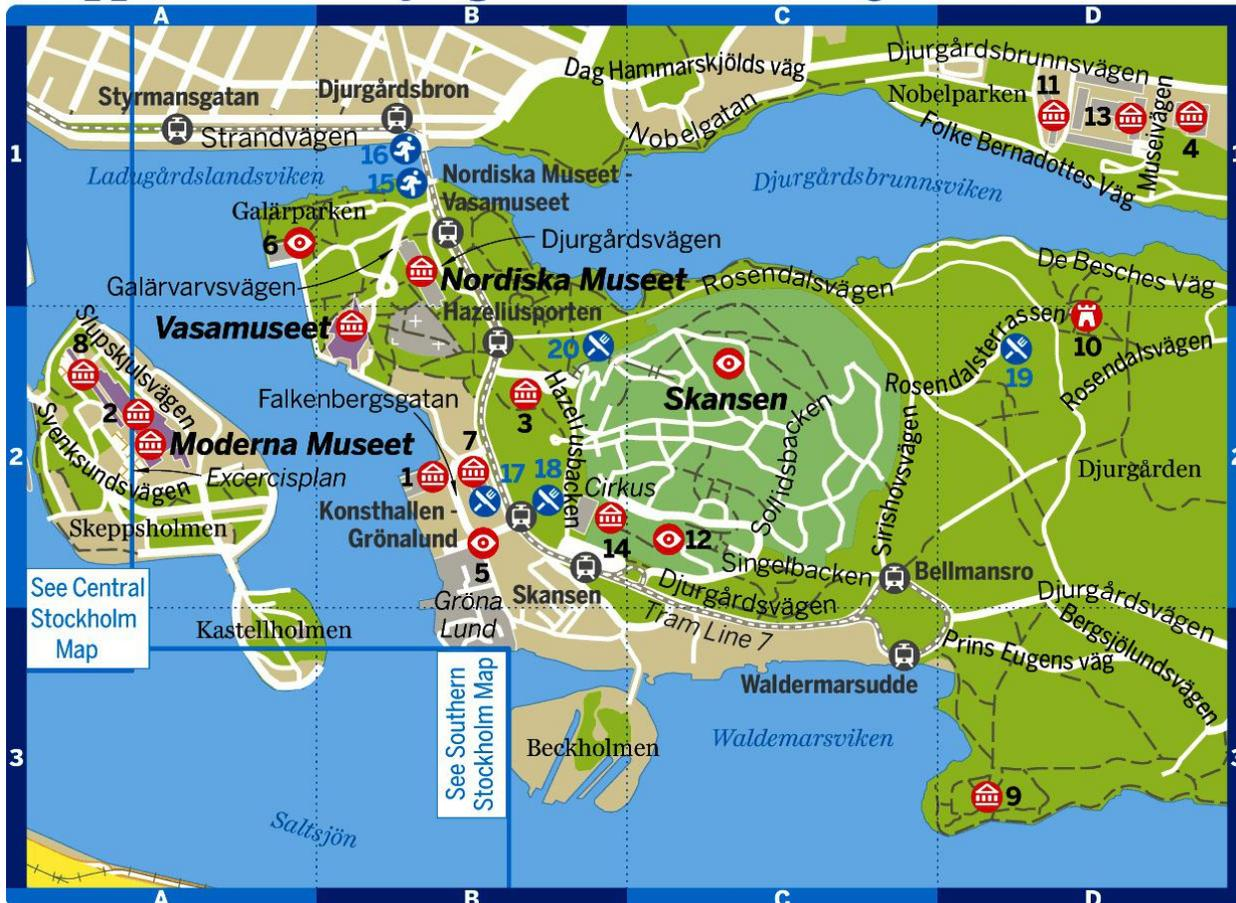 A
B
C
D
Djurgårdsbrunnsvägen
Dag Hammarskjölds väg
Djurgårdsbron
Styrmansgatan
Nobelparken
11
13
4
Museivägen
Strandvägen
Nobelgatan
Folke Bernadottes Väg
1
16
15
Ladugårdslandsviken
Nordiska Museet -
Vasamuseet
Djurgårdsbrunnsviken
Galärparken
6
Djurgårdsvägen
De Besches Väg
Galärvarvsvägen
Nordiska Museet
Rosendalsvägen
Hazeliusporten
Vasamuseet
Slupskjulsvägen
8
20
Rosendalsterrassen
10
19
Rosendalsvägen
Falkenbergsgatan
3
Hazeliusbacken
Skansen
Sollidsbacken
2
Moderna Museet
Svensksundsvägen
Excercisplan
7
17
18
1
Cirkus
Sirishovsvägen
Djurgården
2
2
Skeppsholmen
Konsthallen -
Grönalund
5
14
12
Singelbacken
Bellmansro
See Central
Stockholm
Map
Gröna
Lund
Skansen
Djurgårdsvägen
Tram Line 7
Djurgårdsvägen
Kastellholmen
Prins Eugens väg
Bergsjölundsvägen
Waldermarsudde
See Southern
Stockholm Map
Beckholmen
Waldemarsviken
3
3
9
Saltsjön
A
B
C
D